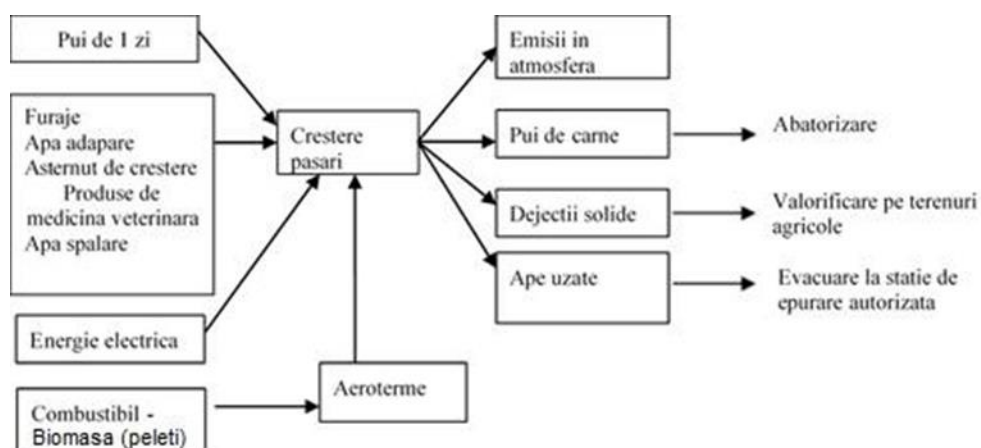 Pui de 1 zi
Furaje
Apa adapare
Asternut de crestere
Produse de
medicina veterinara
Apa spalare
Energie electrica
Combustibil -
Biomasa (peleti)
Aeroterme
Crestere
pasari
Emisii in
atmosfera
Pui de carne
Abatorizare
Dejectii solide
Valorificare pe terenuri
agricole
Ape uzate
Evacuare la statie de
epurare autorizata